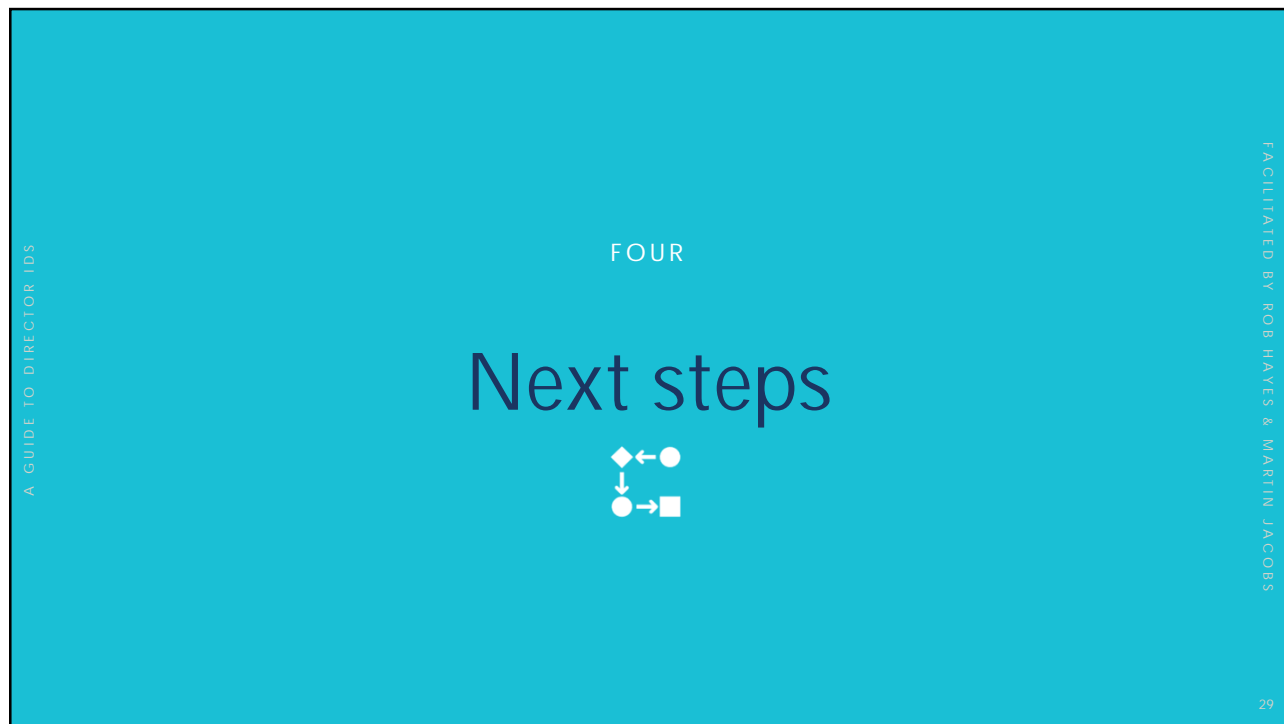 A GUIDE TO DIRECTOR IDS
FOUR
Next steps
FACILITATED BY ROB HAYES & MARTIN JACOBS
29